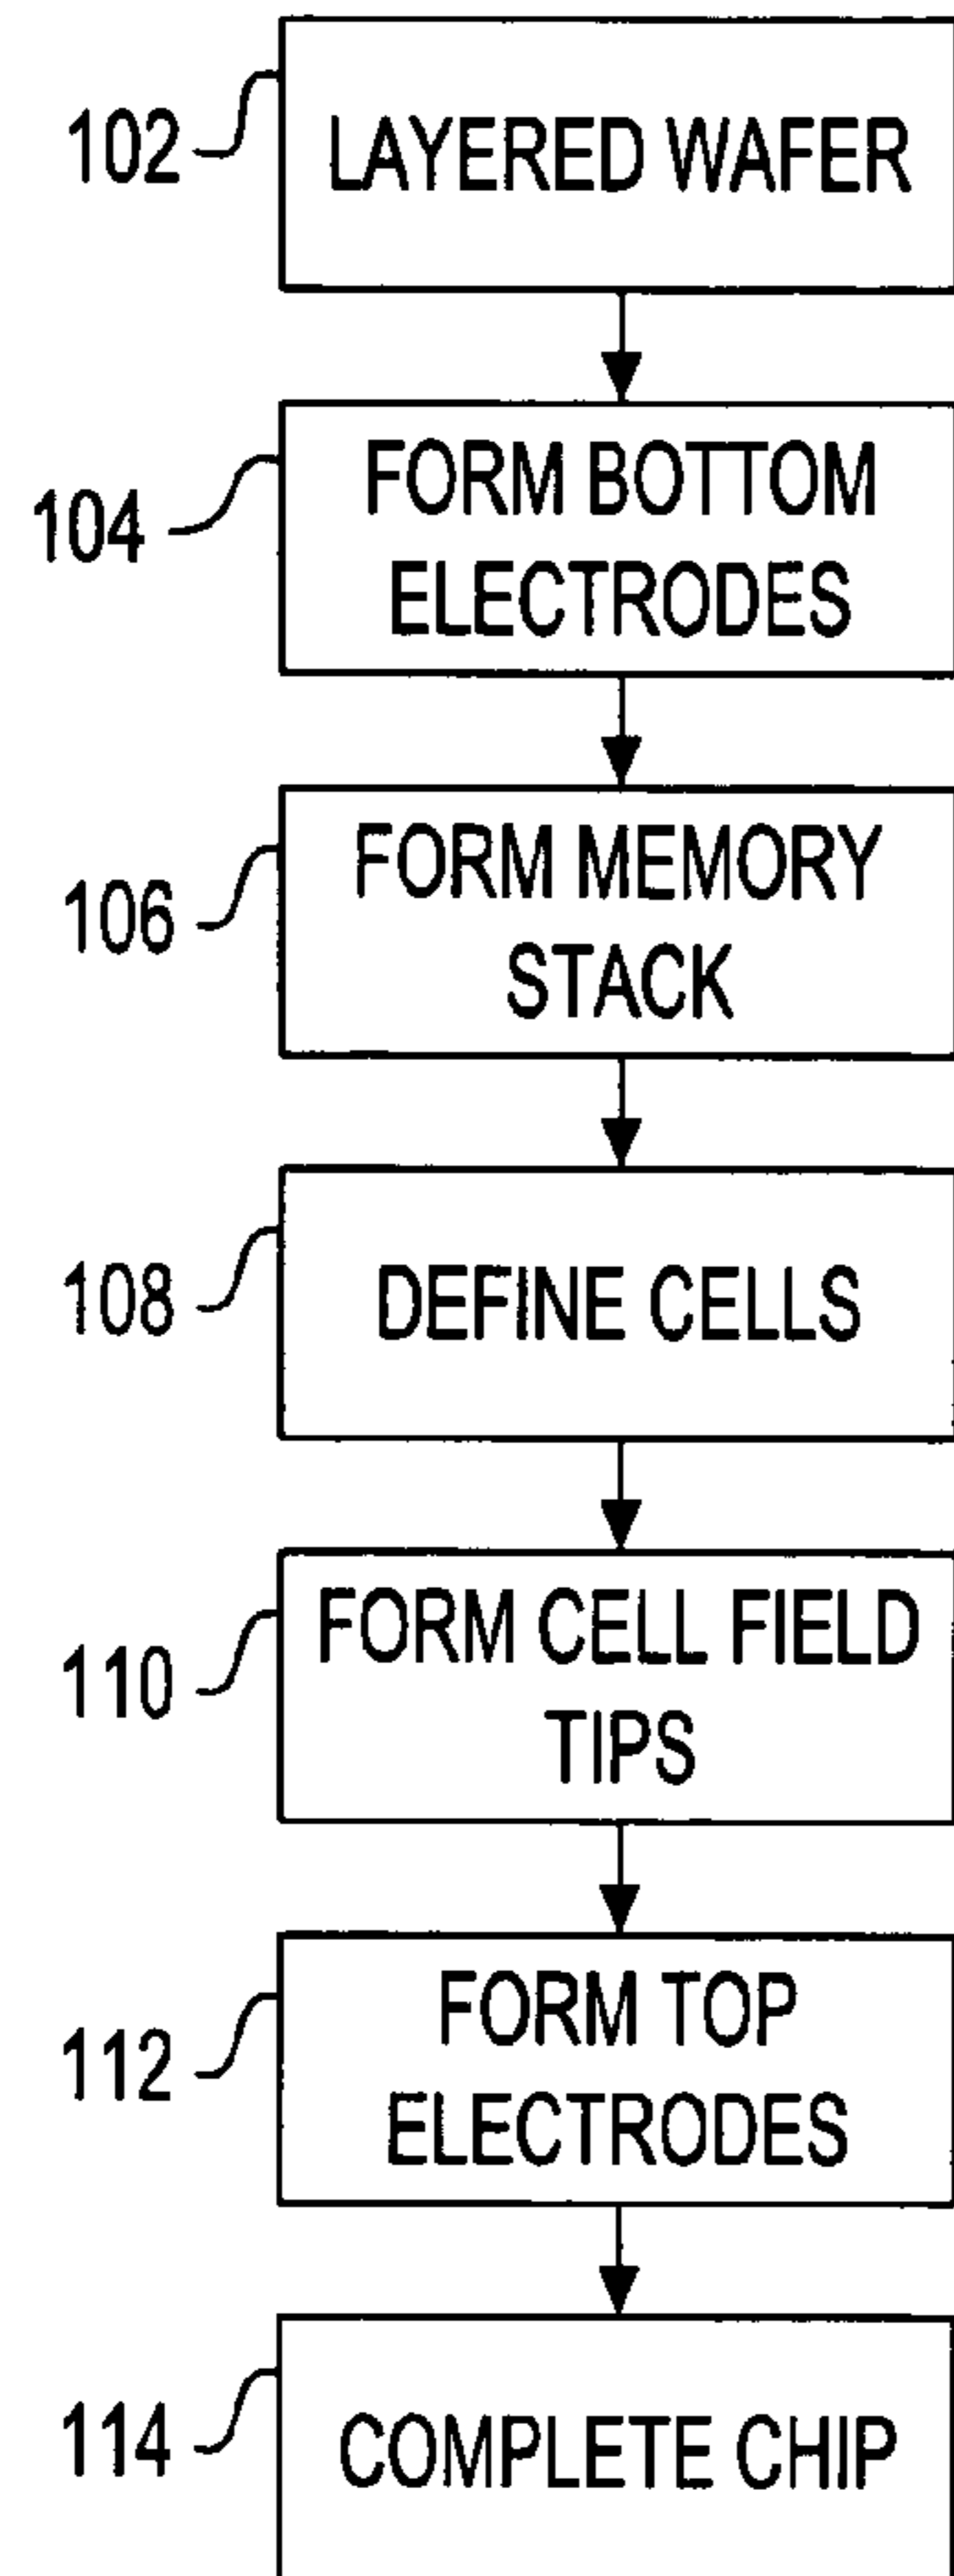 102 LAYERED WAFER
104 FORM BOTTOM
ELECTRODES
106 FORM MEMORY
STACK
108 DEFINE CELLS
110 FORM CELL FIELD
TIPS
112 FORM TOP
ELECTRODES
114 COMPLETE CHIP